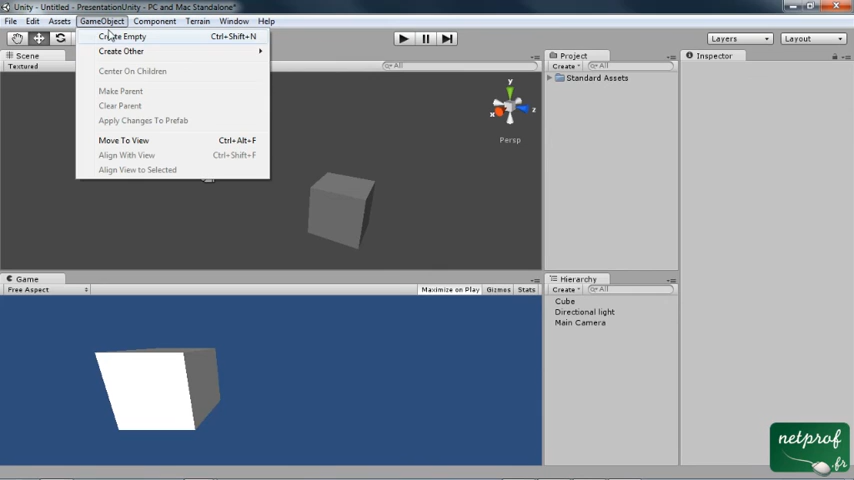 Unity - Untitled - PresentationUnity - PC and Mac Standalone*
File Edit Assets GameObject Component Terrain Window Help
Create Empty Ctrl+Shift+N
Create Other
Center On Children
Make Parent
Clear Parent
Apply Changes To Prefab
Move To View Ctrl+Alt+F
Align With View Ctrl+Shift+F
Align View to Selected
Layers
Layout
Scene
Textured
All
y
x
z
Persp
Game
Free Aspect
Maximize on Play Gizmos Stats
Project
Create
Standard Assets
Hierarchy
Create All
Cube
Directional light
Main Camera
Inspector
netprof
.fr